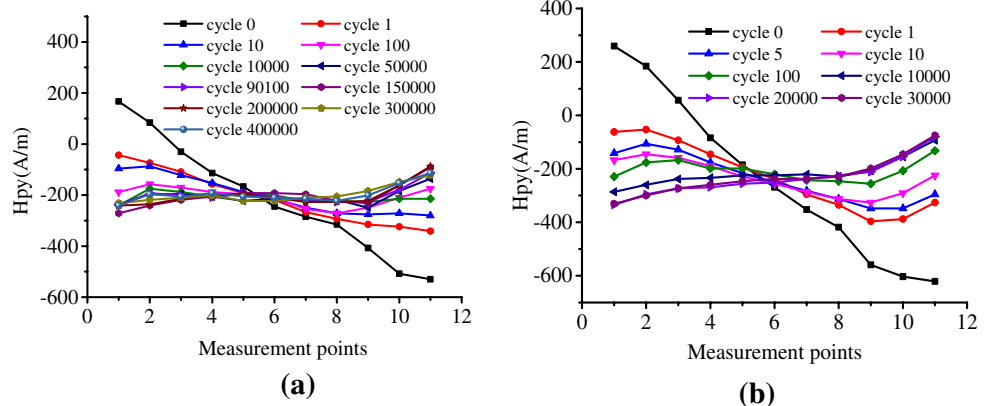 400
200
0
-200
-400
-600
Hpy(A/m)
cycle 0 cycle 1
cycle 10 cycle 100
cycle 10000 cycle 50000
cycle 90100 cycle 150000
cycle 200000 cycle 300000
cycle 400000
0 2 4 6 8 10 12
Measurement points
(a)
400
200
0
-200
-400
-600
Hpy(A/m)
cycle 0 cycle 1
cycle 5 cycle 10
cycle 100 cycle 10000
cycle 20000 cycle 30000
0 2 4 6 8 10 12
Measurement points
(b)